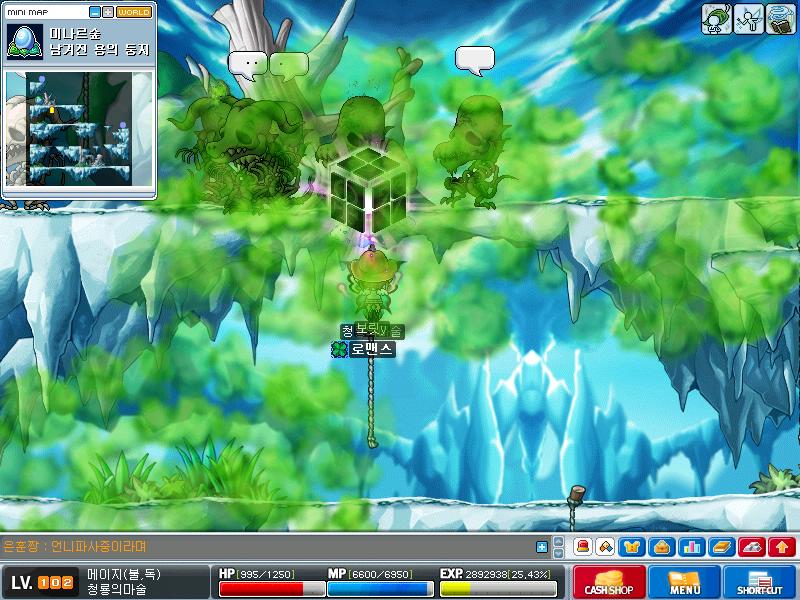 MINI MAP
WORLD
미나르숲
남겨진 용의 둥지
로맨스
은훈짱 : 언니파사중이라며
LV. 102
메이지(불,독)
청룡의마술
HP [995/1250]
MP [6600/6950]
EXP. 2892938[25.43%]
CASH SHOP
MENU
SHORT CUT